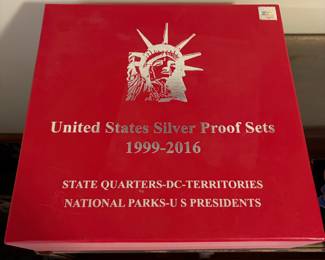 United States Silver Proof Sets
1999-2016
STATE QUARTERS-DC-TERRITORIES
NATIONAL PARKS-U S PRESIDENTS